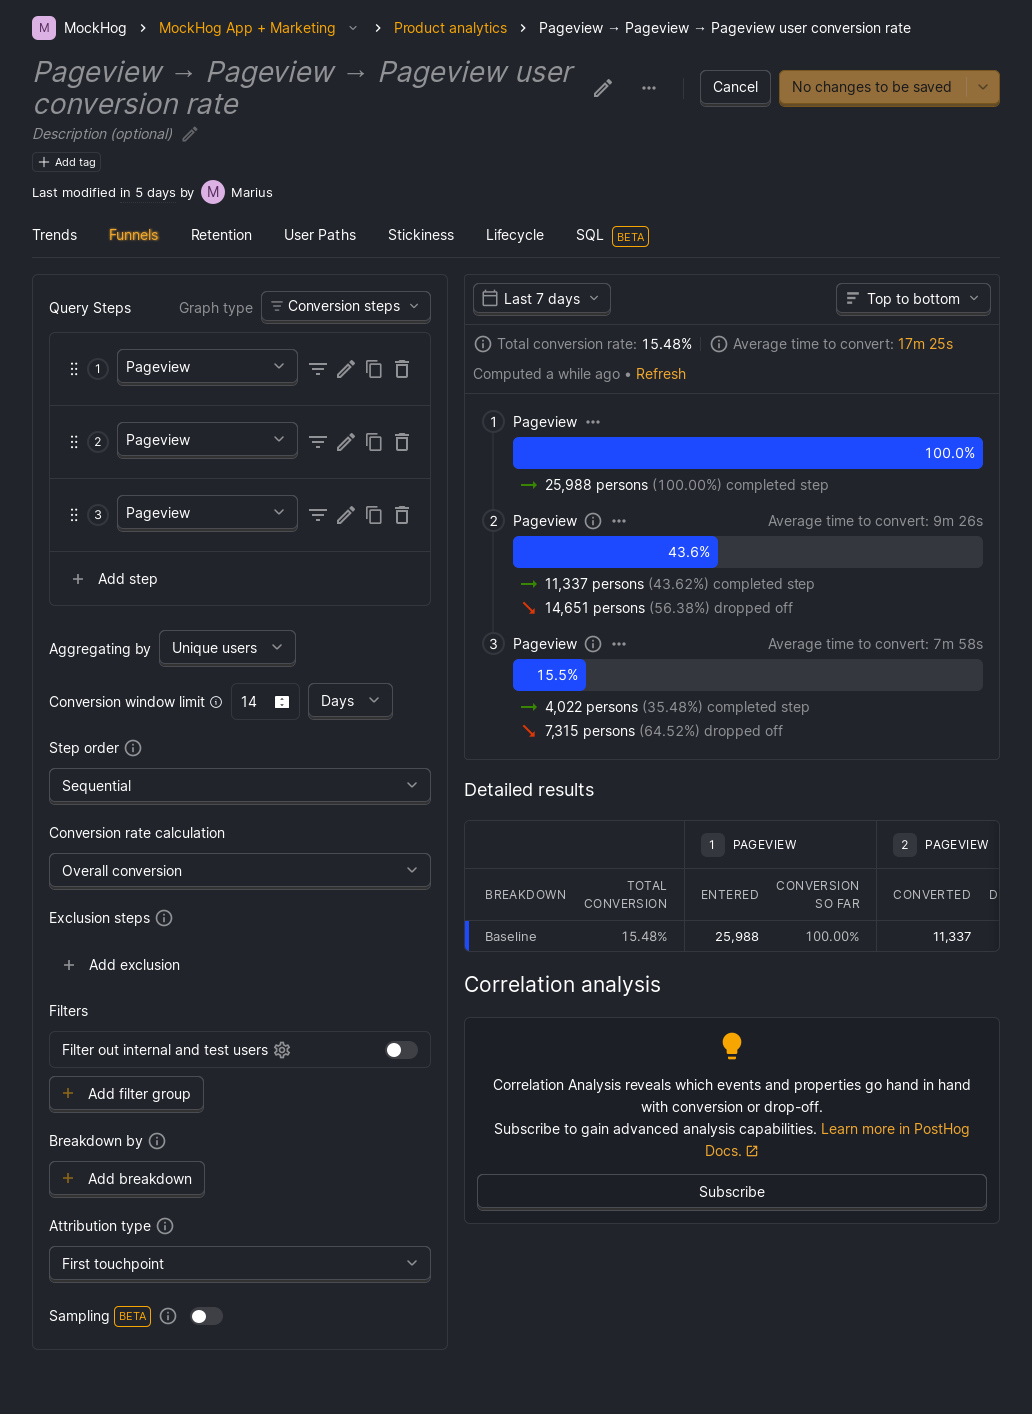 M MockHog MockHog App + Marketing Product analytics Pageview → Pageview → Pageview user conversion rate
Pageview → Pageview → Pageview user
conversion rate
Cancel No changes to be saved
Description (optional)
Add tag
Last modified in 5 days by M Marius
Trends Funnels Retention User Paths Stickiness Lifecycle SQL BETA
Query Steps Graph type Conversion steps
1 Pageview
2 Pageview
3 Pageview
Add step
Aggregating by Unique users
Conversion window limit 14 Days
Step order
Sequential
Conversion rate calculation
Overall conversion
Exclusion steps
Add exclusion
Filters
Filter out internal and test users
Add filter group
Breakdown by
Add breakdown
Attribution type
First touchpoint
Sampling BETA
Last 7 days Top to bottom
Total conversion rate: 15.48% Average time to convert: 17m 25s
Computed a while ago • Refresh
1 Pageview
100.0%
25,988 persons (100.00%) completed step
2 Pageview Average time to convert: 9m 26s
43.6%
11,337 persons (43.62%) completed step
14,651 persons (56.38%) dropped off
3 Pageview Average time to convert: 7m 58s
15.5%
4,022 persons (35.48%) completed step
7,315 persons (64.52%) dropped off
Detailed results
1 PAGEVIEW 2 PAGEVIEW
BREAKDOWN TOTAL CONVERSION ENTERED CONVERSION SO FAR CONVERTED D
Baseline 15.48% 25,988 100.00% 11,337
Correlation analysis
Correlation Analysis reveals which events and properties go hand in hand
with conversion or drop-off.
Subscribe to gain advanced analysis capabilities. Learn more in PostHog
Docs.
Subscribe